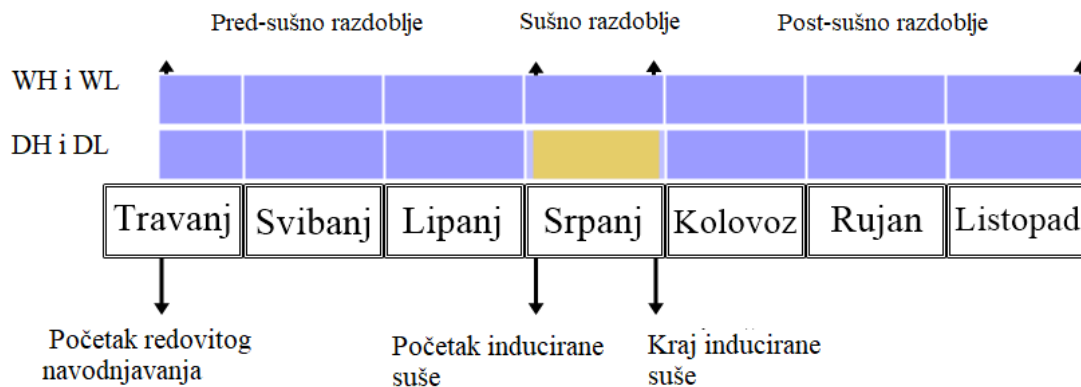 Pred-sušno razdoblje
Sušno razdoblje
Post-sušno razdoblje
WH i WL
DH i DL
Travanj
Svibanj
Lipanj
Srpanj
Kolovoz
Rujan
Listopad
Početak redovitog
navodnjavanja
Početak inducirane
suše
Kraj inducirane
suše